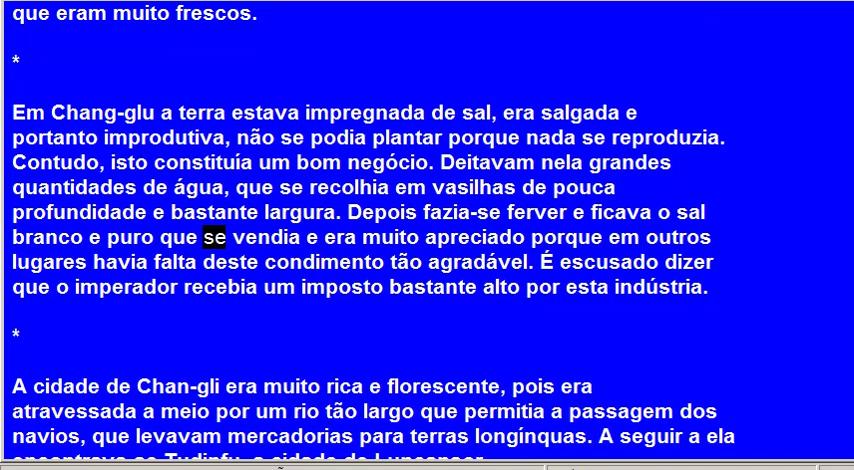 que eram muito frescos.
*
Em Chang-glu a terra estava impregnada de sal, era salgada e
portanto improdutiva, não se podia plantar porque nada se reproduzia.
Contudo, isto constituía um bom negócio. Deitavam nela grandes
quantidades de água, que se recolhia em vasilhas de pouca
profundidade e bastante largura. Depois fazia-se ferver e ficava o sal
branco e puro que se vendia e era muito apreciado porque em outros
lugares havia falta deste condimento tão agradável. É escusado dizer
que o imperador recebia um imposto bastante alto por esta indústria.
*
A cidade de Chan-gli era muito rica e florescente, pois era
atravessada a meio por um rio tão largo que permitia a passagem dos
navios, que levavam mercadorias para terras longínquas. A seguir a ela
encontrava-se Tudinfu, a cidade de